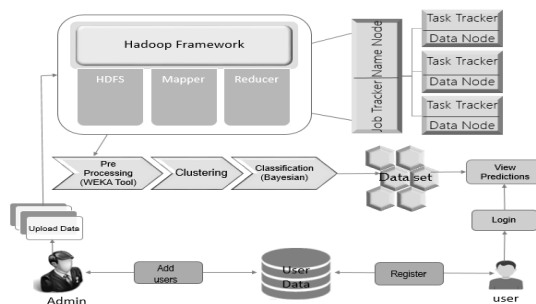 Hadoop Framework
HDFS
Mapper
Reducer
Job Tracker
Name Node
Task Tracker
Data Node
Task Tracker
Data Node
Task Tracker
Data Node
Pre
Processing
(WEKA Tool)
Clustering
Classification
(Bayesian)
Data set
View
Predictions
Upload Data
Login
Admin
Add
users
User
Data
Register
user